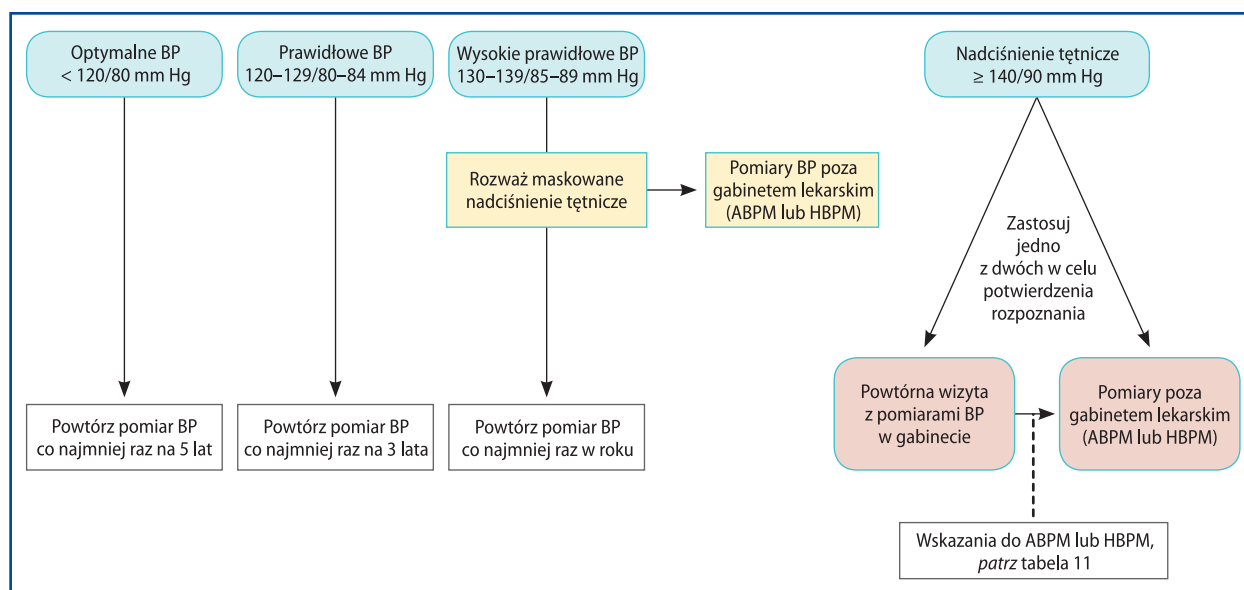 Optymalne BP
< 120/80 mm Hg
Prawidłowe BP
120–129/80–84 mm Hg
Wysokie prawidłowe BP
130–139/85–89 mm Hg
Nadciśnienie tętnicze
≥ 140/90 mm Hg
Rozważ maskowane
nadciśnienie tętnicze
Pomiary BP poza
gabinetem lekarskim
(ABPM lub HBPM)
Zastosuj
jedno
z dwóch w celu
potwierdzenia
rozpoznania
Powtórz pomiar BP
co najmniej raz na 5 lat
Powtórz pomiar BP
co najmniej raz na 3 lata
Powtórz pomiar BP
co najmniej raz w roku
Powtórna wizyta
z pomiarami BP
w gabinecie
Pomiary poza
gabinetem lekarskim
(ABPM lub HBPM)
Wskazania do ABPM lub HBPM,
patrz tabela 11